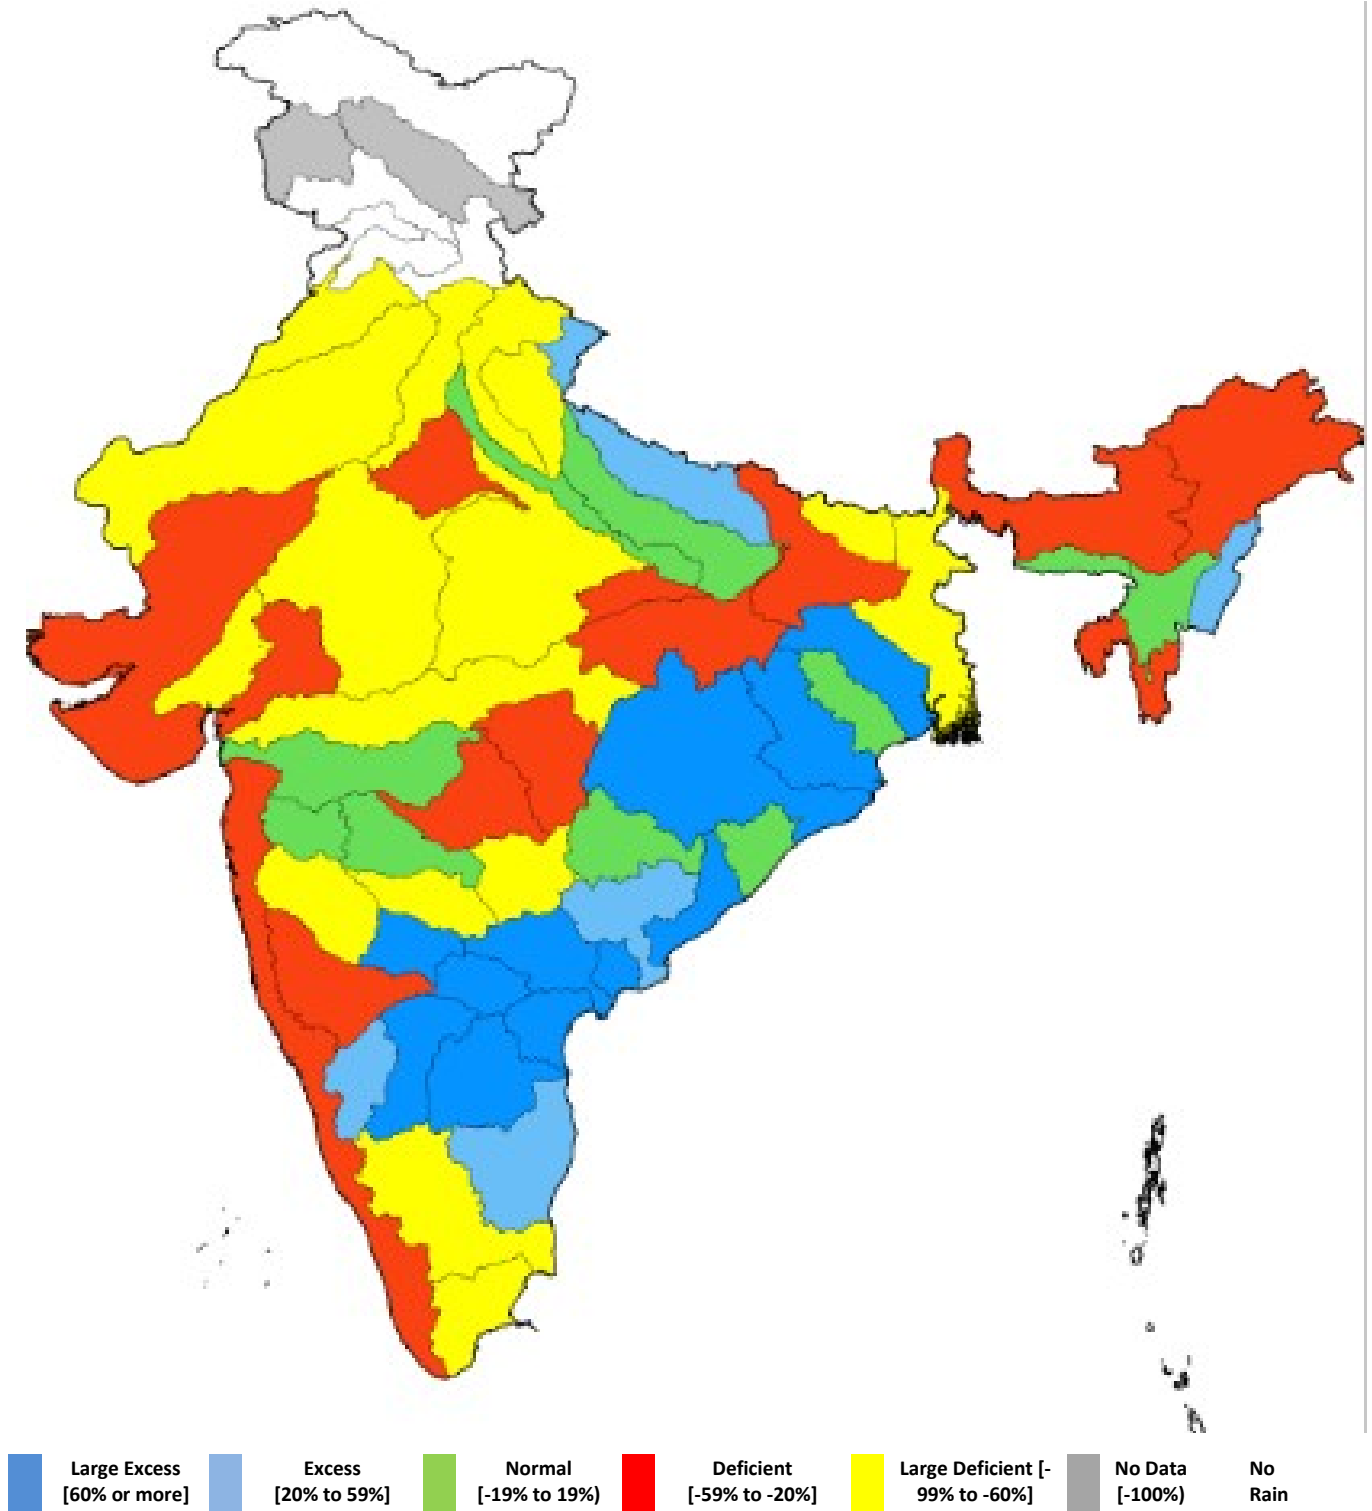 Large Excess Excess Normal Deficient Large Deficient [- No Data No
[60% or more] [20% to 59%] [-19% to 19%) [-59% to -20%] 99% to -60%] [-100%) Rain